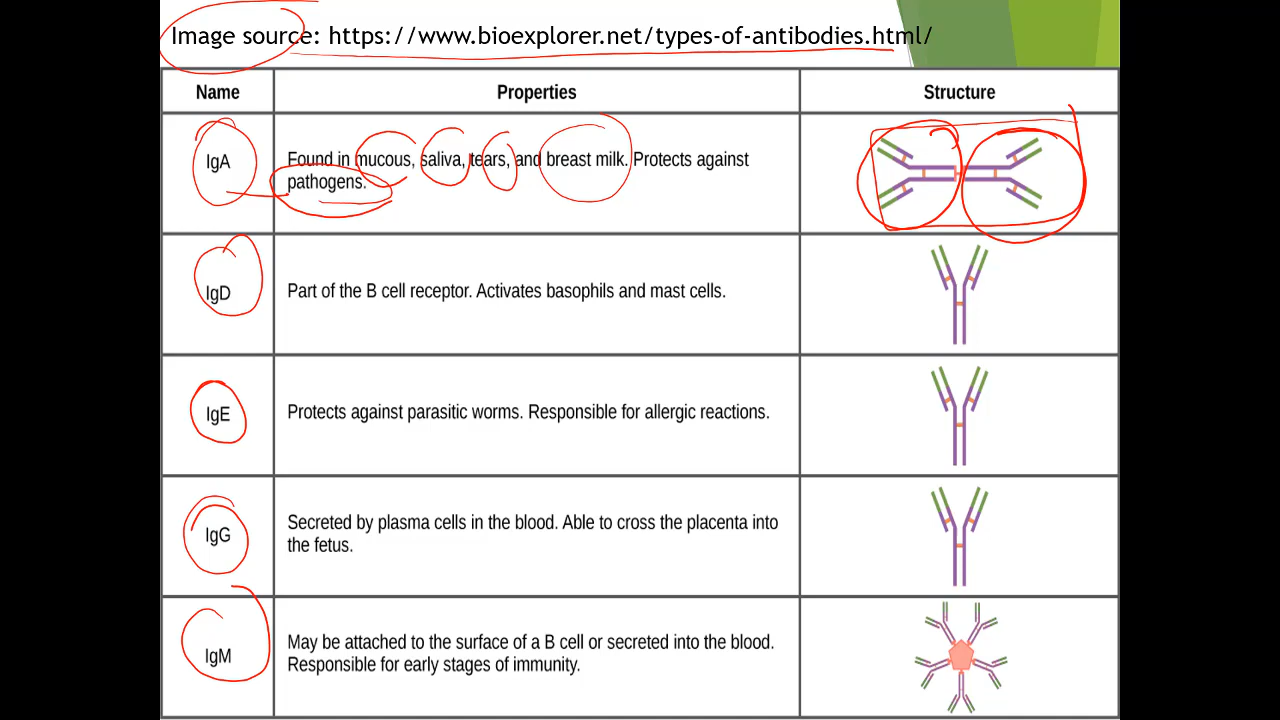 Image source: https://www.bioexplorer.net/types-of-antibodies.html/
Name Properties Structure
IgA
Found in mucous, saliva, tears, and breast milk. Protects against
pathogens.
IgD
Part of the B cell receptor. Activates basophils and mast cells.
IgE
Protects against parasitic worms. Responsible for allergic reactions.
IgG
Secreted by plasma cells in the blood. Able to cross the placenta into
the fetus.
IgM
May be attached to the surface of a B cell or secreted into the blood.
Responsible for early stages of immunity.